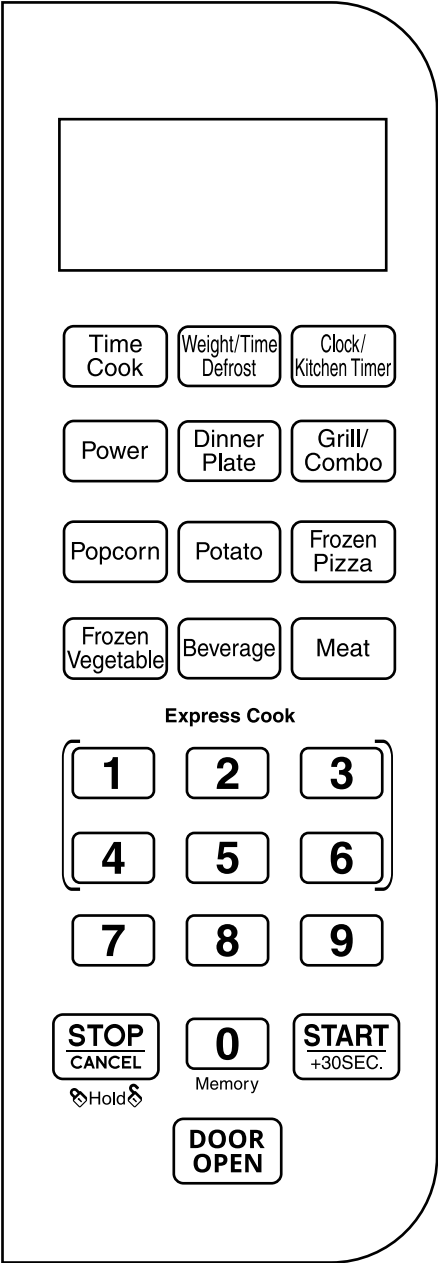 Time
Cook
Weight/Time
Defrost
Clock/
Kitchen Timer
Power
Dinner
Plate
Grill/
Combo
Popcorn
Potato
Frozen
Pizza
Frozen
Vegetable
Beverage
Meat
Express Cook
1
2
3
4
5
6
7
8
9
STOP
CANCEL
Hold
0
Memory
START
+30SEC.
DOOR
OPEN